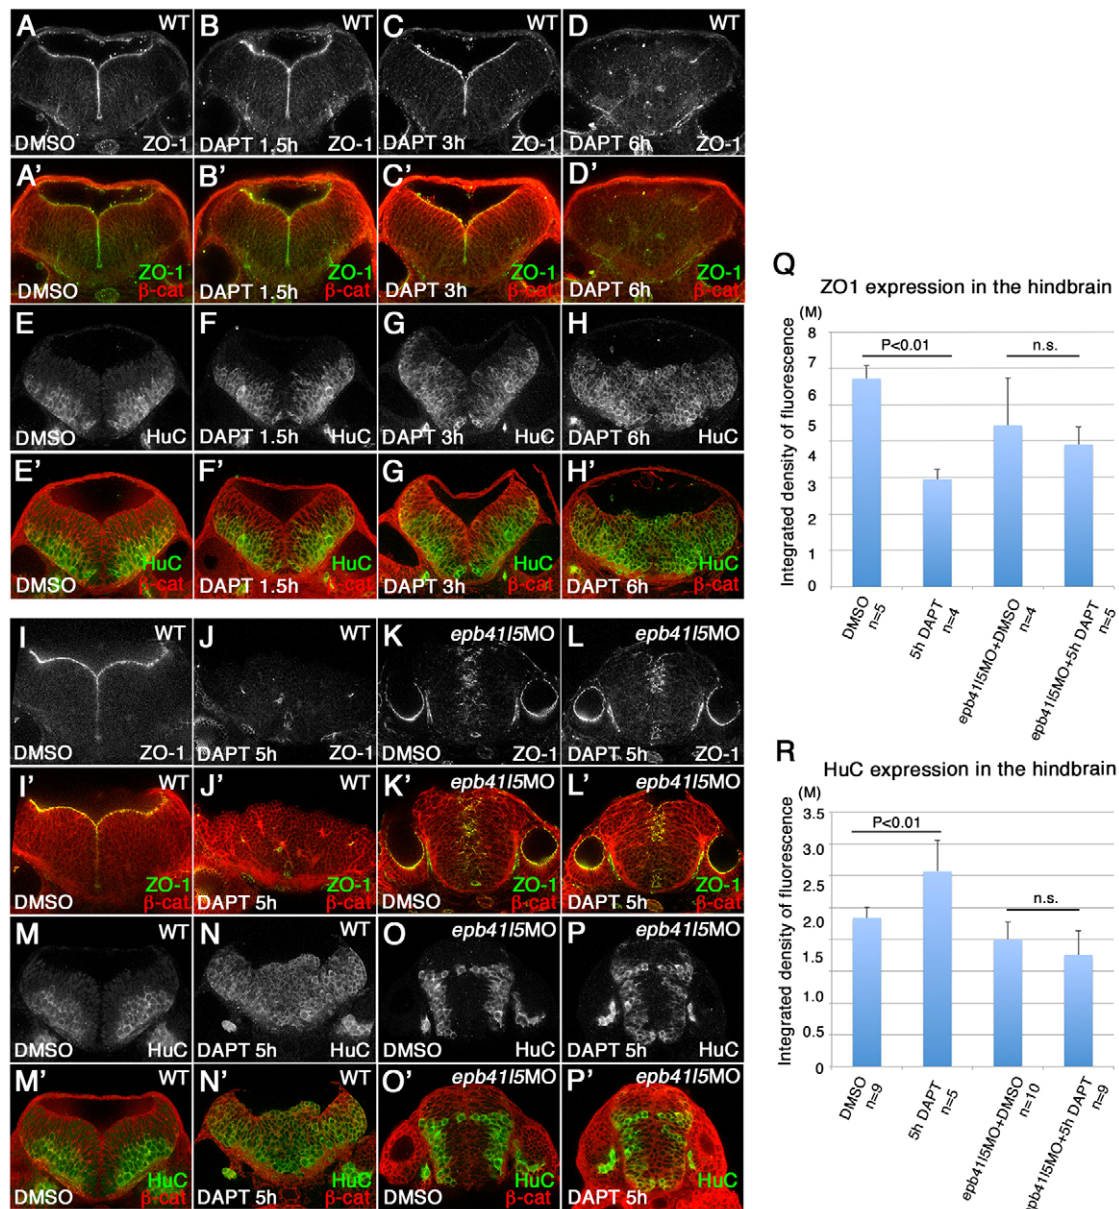 A WT B WT C WT D WT
DMSO ZO-1 DAPT 1.5h ZO-1 DAPT 3h ZO-1 DAPT 6h ZO-1
A' B' C' D'
ZO-1 ZO-1 ZO-1 ZO-1
DMSO β-cat DAPT 1.5h β-cat DAPT 3h β-cat DAPT 6h β-cat
E F G H
DMSO HuC DAPT 1.5h HuC DAPT 3h HuC DAPT 6h HuC
E' F' G H'
HuC HuC HuC HuC
DMSO β-cat DAPT 1.5h β-cat DAPT 3h β-cat DAPT 6h β-cat
I WT J WT K epb41l5MO L epb41l5MO
DMSO ZO-1 DAPT 5h ZO-1 DMSO ZO-1 DAPT 5h ZO-1
I' WT J' WT K' epb41l5MO L' epb41l5MO
ZO-1 ZO-1 ZO-1 ZO-1
DMSO β-cat DAPT 5h β-cat DMSO β-cat DAPT 5h β-cat
M WT N WT O epb41l5MO P epb41l5MO
DMSO HuC DAPT 5h HuC DMSO HuC DAPT 5h HuC
M' WT N' WT O' epb41l5MO P' epb41l5MO
HuC HuC HuC HuC
DMSO β-cat DAPT 5h β-cat DMSO β-cat DAPT 5h β-cat
Q
ZO1 expression in the hindbrain
(M)
Integrated density of fluorescence
8
7
6
5
4
3
2
1
0
P<0.01
n.s.
DMSO
n=5
5h DAPT
n=4
epb41l5MO+DMSO
n=4
epb41l5MO+5h DAPT
n=5
R
HuC expression in the hindbrain
(M)
Integrated density of fluorescence
3.5
3.0
2.5
2.0
1.5
1.0
0.5
0
P<0.01
n.s.
DMSO
n=9
5h DAPT
n=5
epb41l5MO+DMSO
n=10
epb41l5MO+5h DAPT
n=9